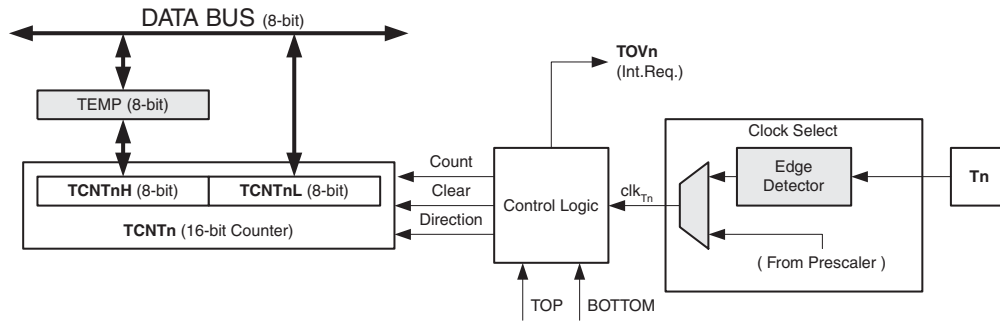 DATA BUS (8-bit)
TOVn
(Int.Req.)
TEMP (8-bit)
Clock Select
Count
TCNTnH (8-bit) TCNTnL (8-bit)
Clear
Control Logic
clkTn
Edge
Detector
Tn
TCNTn (16-bit Counter)
Direction
( From Prescaler )
TOP
BOTTOM